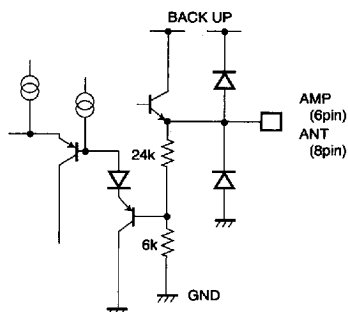 BACK UP
AMP
(6pin)
ANT
(8pin)
24k
6k
GND